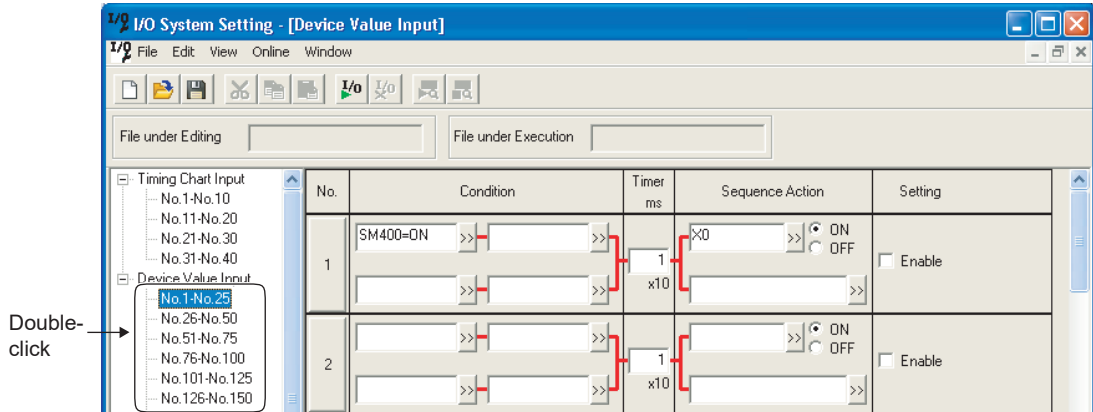 I/O System Setting - [Device Value Input]
File Edit View Online Window
I/O I/O
File under Editing File under Execution
Timing Chart Input
No.1-No.10
No.11-No.20
No.21-No.30
No.31-No.40
Device Value Input
No.1-No.25
No.26-No.50
No.51-No.75
No.76-No.100
No.101-No.125
No.126-No.150
Double-
click
No. Condition Timer ms Sequence Action Setting
1 SM400=ON >> >> 1 x10 X0 >> ON OFF Enable
>> >> >>
2 >> >> 1 x10 >> ON OFF Enable
>> >> >>